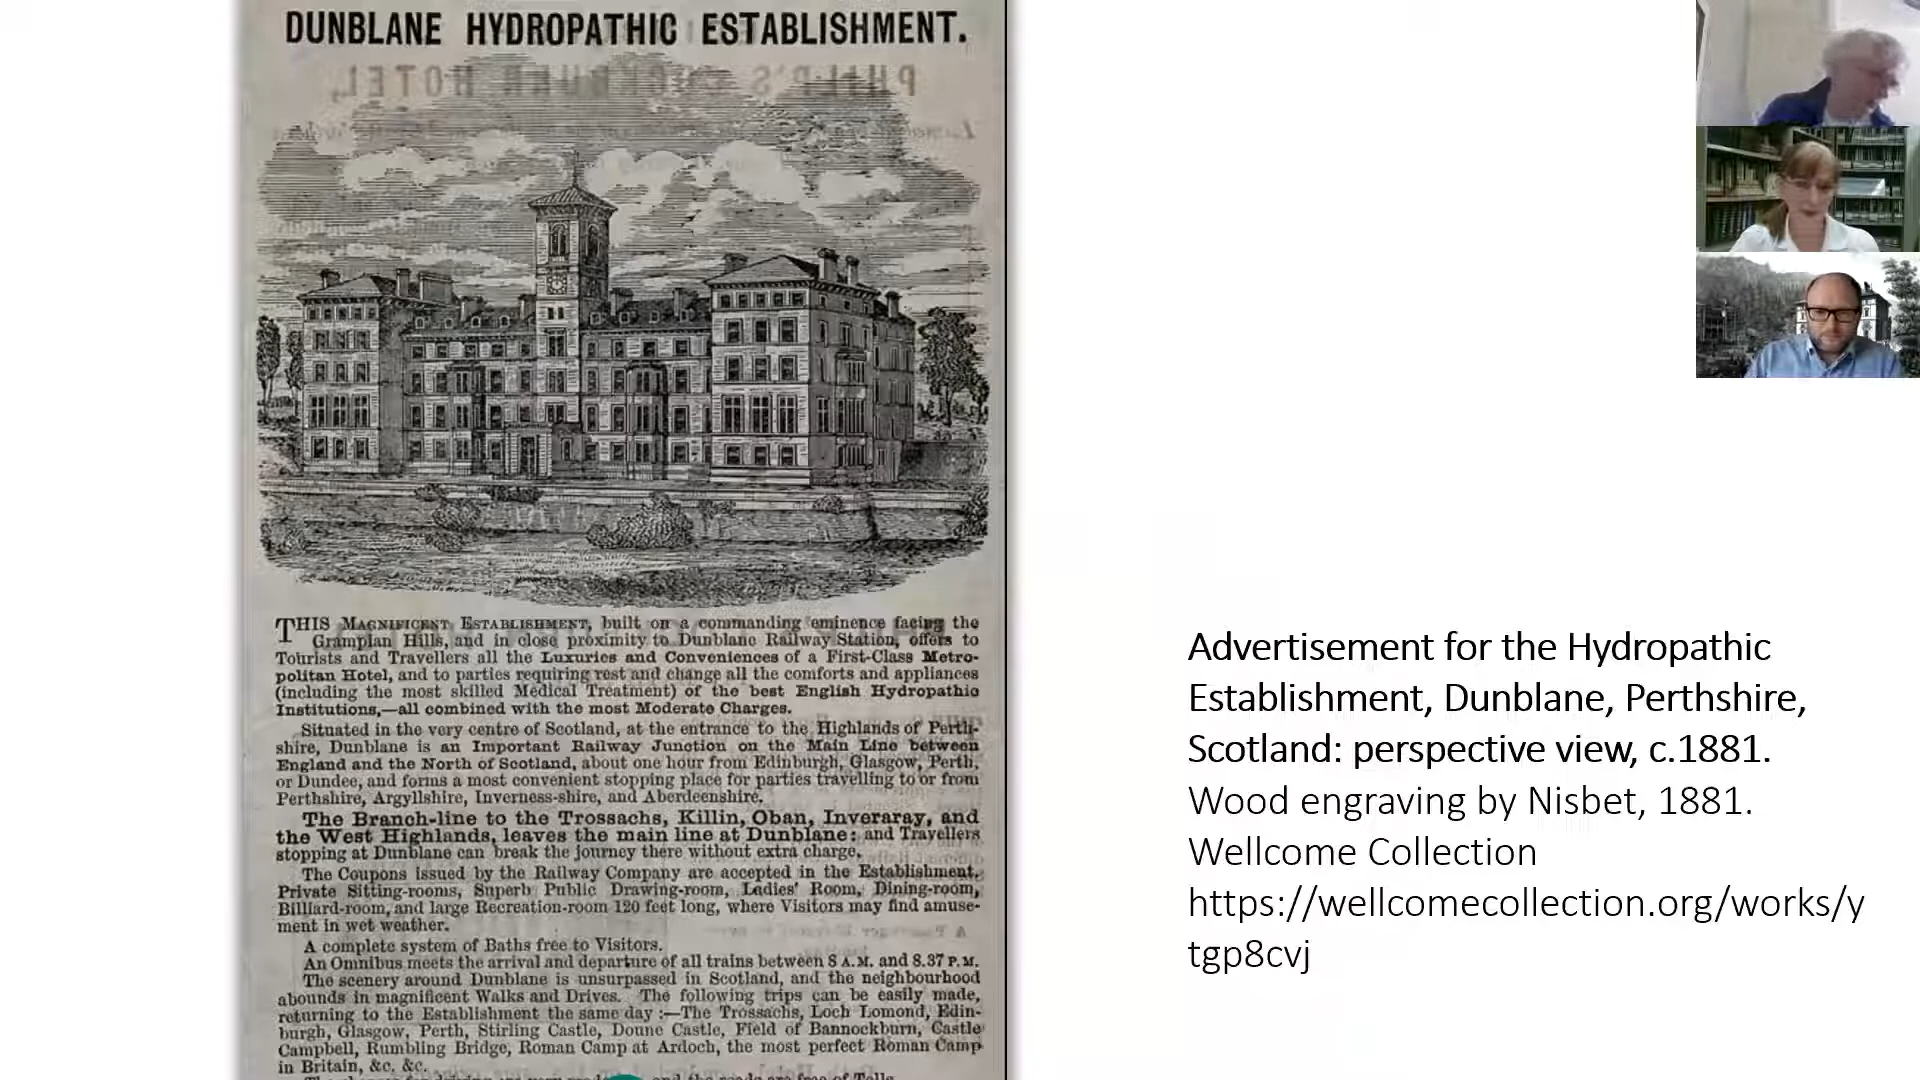 DUNBLANE HYDROPATHIC ESTABLISHMENT.
THIS MAGNIFICENT ESTABLISHMENT, built on a commanding eminence facing the
Grampian Hills, and in close proximity to Dunblane Railway Station, offers to
Tourists and Travellers all the Luxuries and Conveniences of a First-Class Metro-
politan Hotel, and to parties requiring rest and change all the comforts and appliances
(including the most skilled Medical Treatment) of the best English Hydropathic
Institutions,—all combined with the most Moderate Charges.
Situated in the very centre of Scotland, at the entrance to the Highlands of Perth-
shire, Dunblane is an Important Railway Junction on the Main Line between
England and the North of Scotland, about one hour from Edinburgh, Glasgow, Perth,
or Dundee, and forms a most convenient stopping place for parties travelling to or from
Perthshire, Argyllshire, Inverness-shire, and Aberdeenshire.
The Branch-line to the Trossachs, Killin, Oban, Inveraray, and
the West Highlands, leaves the main line at Dunblane: and Travellers
stopping at Dunblane can break the journey there without extra charge.
The Coupons issued by the Railway Company are accepted in the Establishment.
Private Sitting-rooms, Superb Public Drawing-room, Ladies' Room, Dining-room,
Billiard-room, and large Recreation-room 120 feet long, where Visitors may find amuse-
ment in wet weather.
A complete system of Baths free to Visitors.
An Omnibus meets the arrival and departure of all trains between 8 A.M. and 8.37 P.M.
The scenery around Dunblane is unsurpassed in Scotland, and the neighbourhood
abounds in magnificent Walks and Drives. The following trips can be easily made,
returning to the Establishment the same day :—The Trossachs, Loch Lomond, Edin-
burgh, Glasgow, Perth, Stirling Castle, Doune Castle, Field of Bannockburn, Castle
Campbell, Rumbling Bridge, Roman Camp at Ardoch, the most perfect Roman Camp
in Britain, &c. &c.
Advertisement for the Hydropathic
Establishment, Dunblane, Perthshire,
Scotland: perspective view, c.1881.
Wood engraving by Nisbet, 1881.
Wellcome Collection
https://wellcomecollection.org/works/y
tgp8cvj